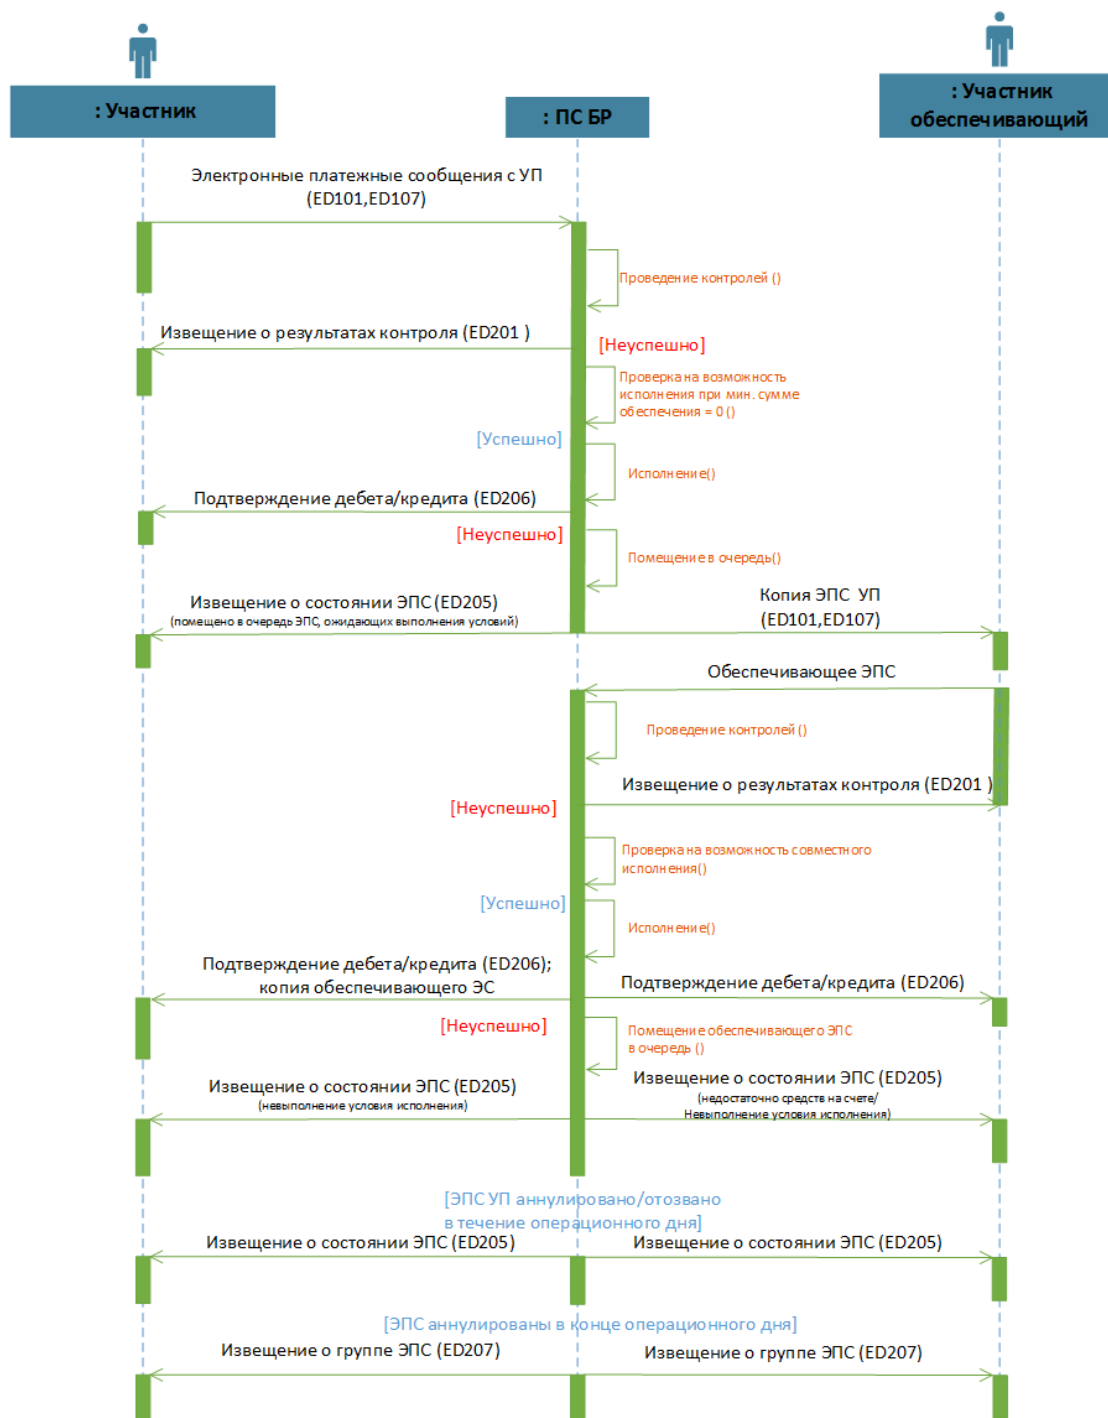 : Участник
: ПС БР
: Участник
обеспечивающий
Электронные платежные сообщения с УП
(ED101,ED107)
Проведение контролей ()
Извещение о результатах контроля (ED201 )
[Неуспешно]
Проверка на возможность
исполнения при мин. сумме
обеспечения = 0 ()
[Успешно]
Исполнение()
Подтверждение дебета/кредита (ED206)
[Неуспешно]
Помещение в очередь()
Извещение о состоянии ЭПС (ED205)
(помещено в очередь ЭПС, ожидающих выполнения условий)
Копия ЭПС УП
(ED101,ED107)
Обеспечивающее ЭПС
Проведение контролей ()
Извещение о результатах контроля (ED201 )
[Неуспешно]
Проверка на возможность совместного
исполнения()
[Успешно]
Исполнение()
Подтверждение дебета/кредита (ED206);
копия обеспечивающего ЭС
Подтверждение дебета/кредита (ED206)
[Неуспешно]
Помещение обеспечивающего ЭПС
в очередь ()
Извещение о состоянии ЭПС (ED205)
(невыполнение условия исполнения)
Извещение о состоянии ЭПС (ED205)
(недостаточно средств на счете/
Невыполнение условия исполнения)
[ЭПС УП аннулировано/отозвано
в течение операционного дня]
Извещение о состоянии ЭПС (ED205)
Извещение о состоянии ЭПС (ED205)
[ЭПС аннулированы в конце операционного дня]
Извещение о группе ЭПС (ED207)
Извещение о группе ЭПС (ED207)